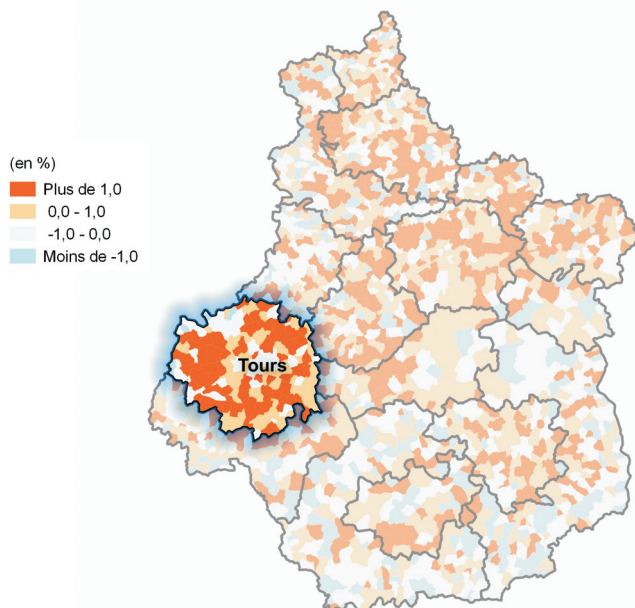 (en %)
Plus de 1,0
0,0 - 1,0
-1,0 - 0,0
Moins de -1,0
Tours